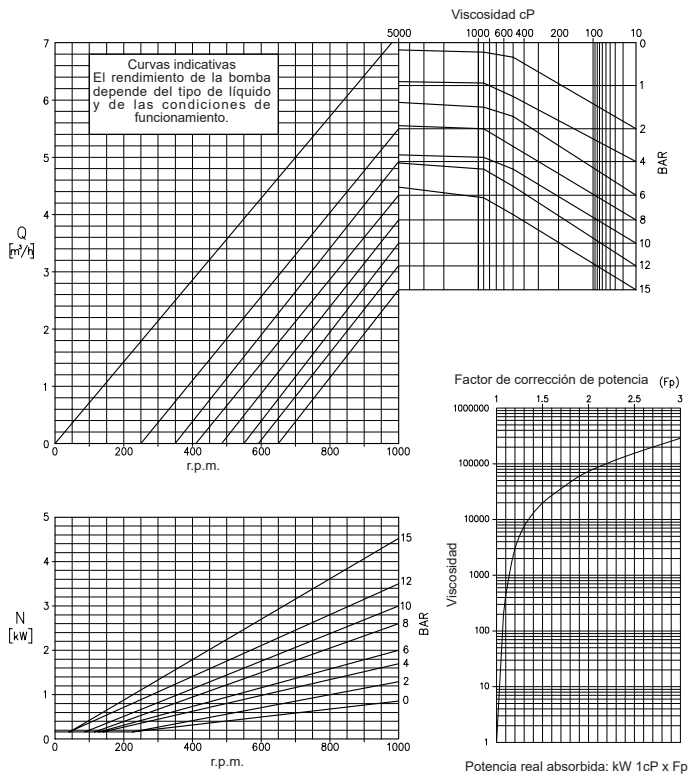 Viscosidad cP
5000 1000 600 400 200 100 10
Curvas indicativas
El rendimiento de la bomba
depende del tipo de líquido
y de las condiciones de
funcionamiento.
7
6
5
4
3
2
1
0
Q
[m³/h]
0 200 400 600 800 1000
r.p.m.
0
1
2
4
6
8
10
12
15
BAR
Factor de corrección de potencia (Fp)
1 1.5 2 2.5 3
1000000
100000
10000
1000
100
10
1
Viscosidad
Potencia real absorbida: kW 1cP x Fp
5
4
3
2
1
0
N
[kW]
15
12
10
8
6
4
2
0
BAR
0 200 400 600 800 1000
r.p.m.